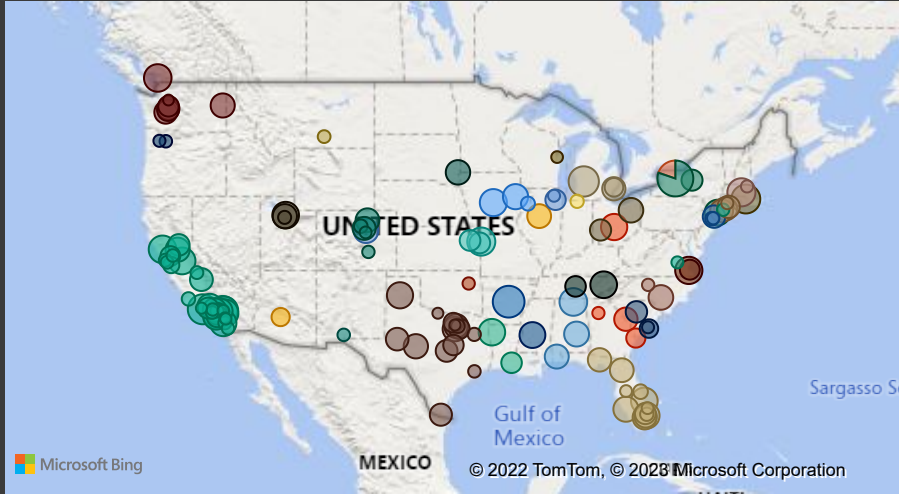 UNITED STATES
Sargasso S
Gulf of
Mexico
MEXICO
Microsoft Bing
© 2022 TomTom, © 2023 Microsoft Corporation